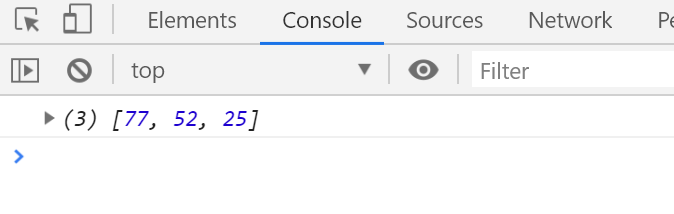 Elements Console Sources Network Pe
top Filter
(3) [77, 52, 25]